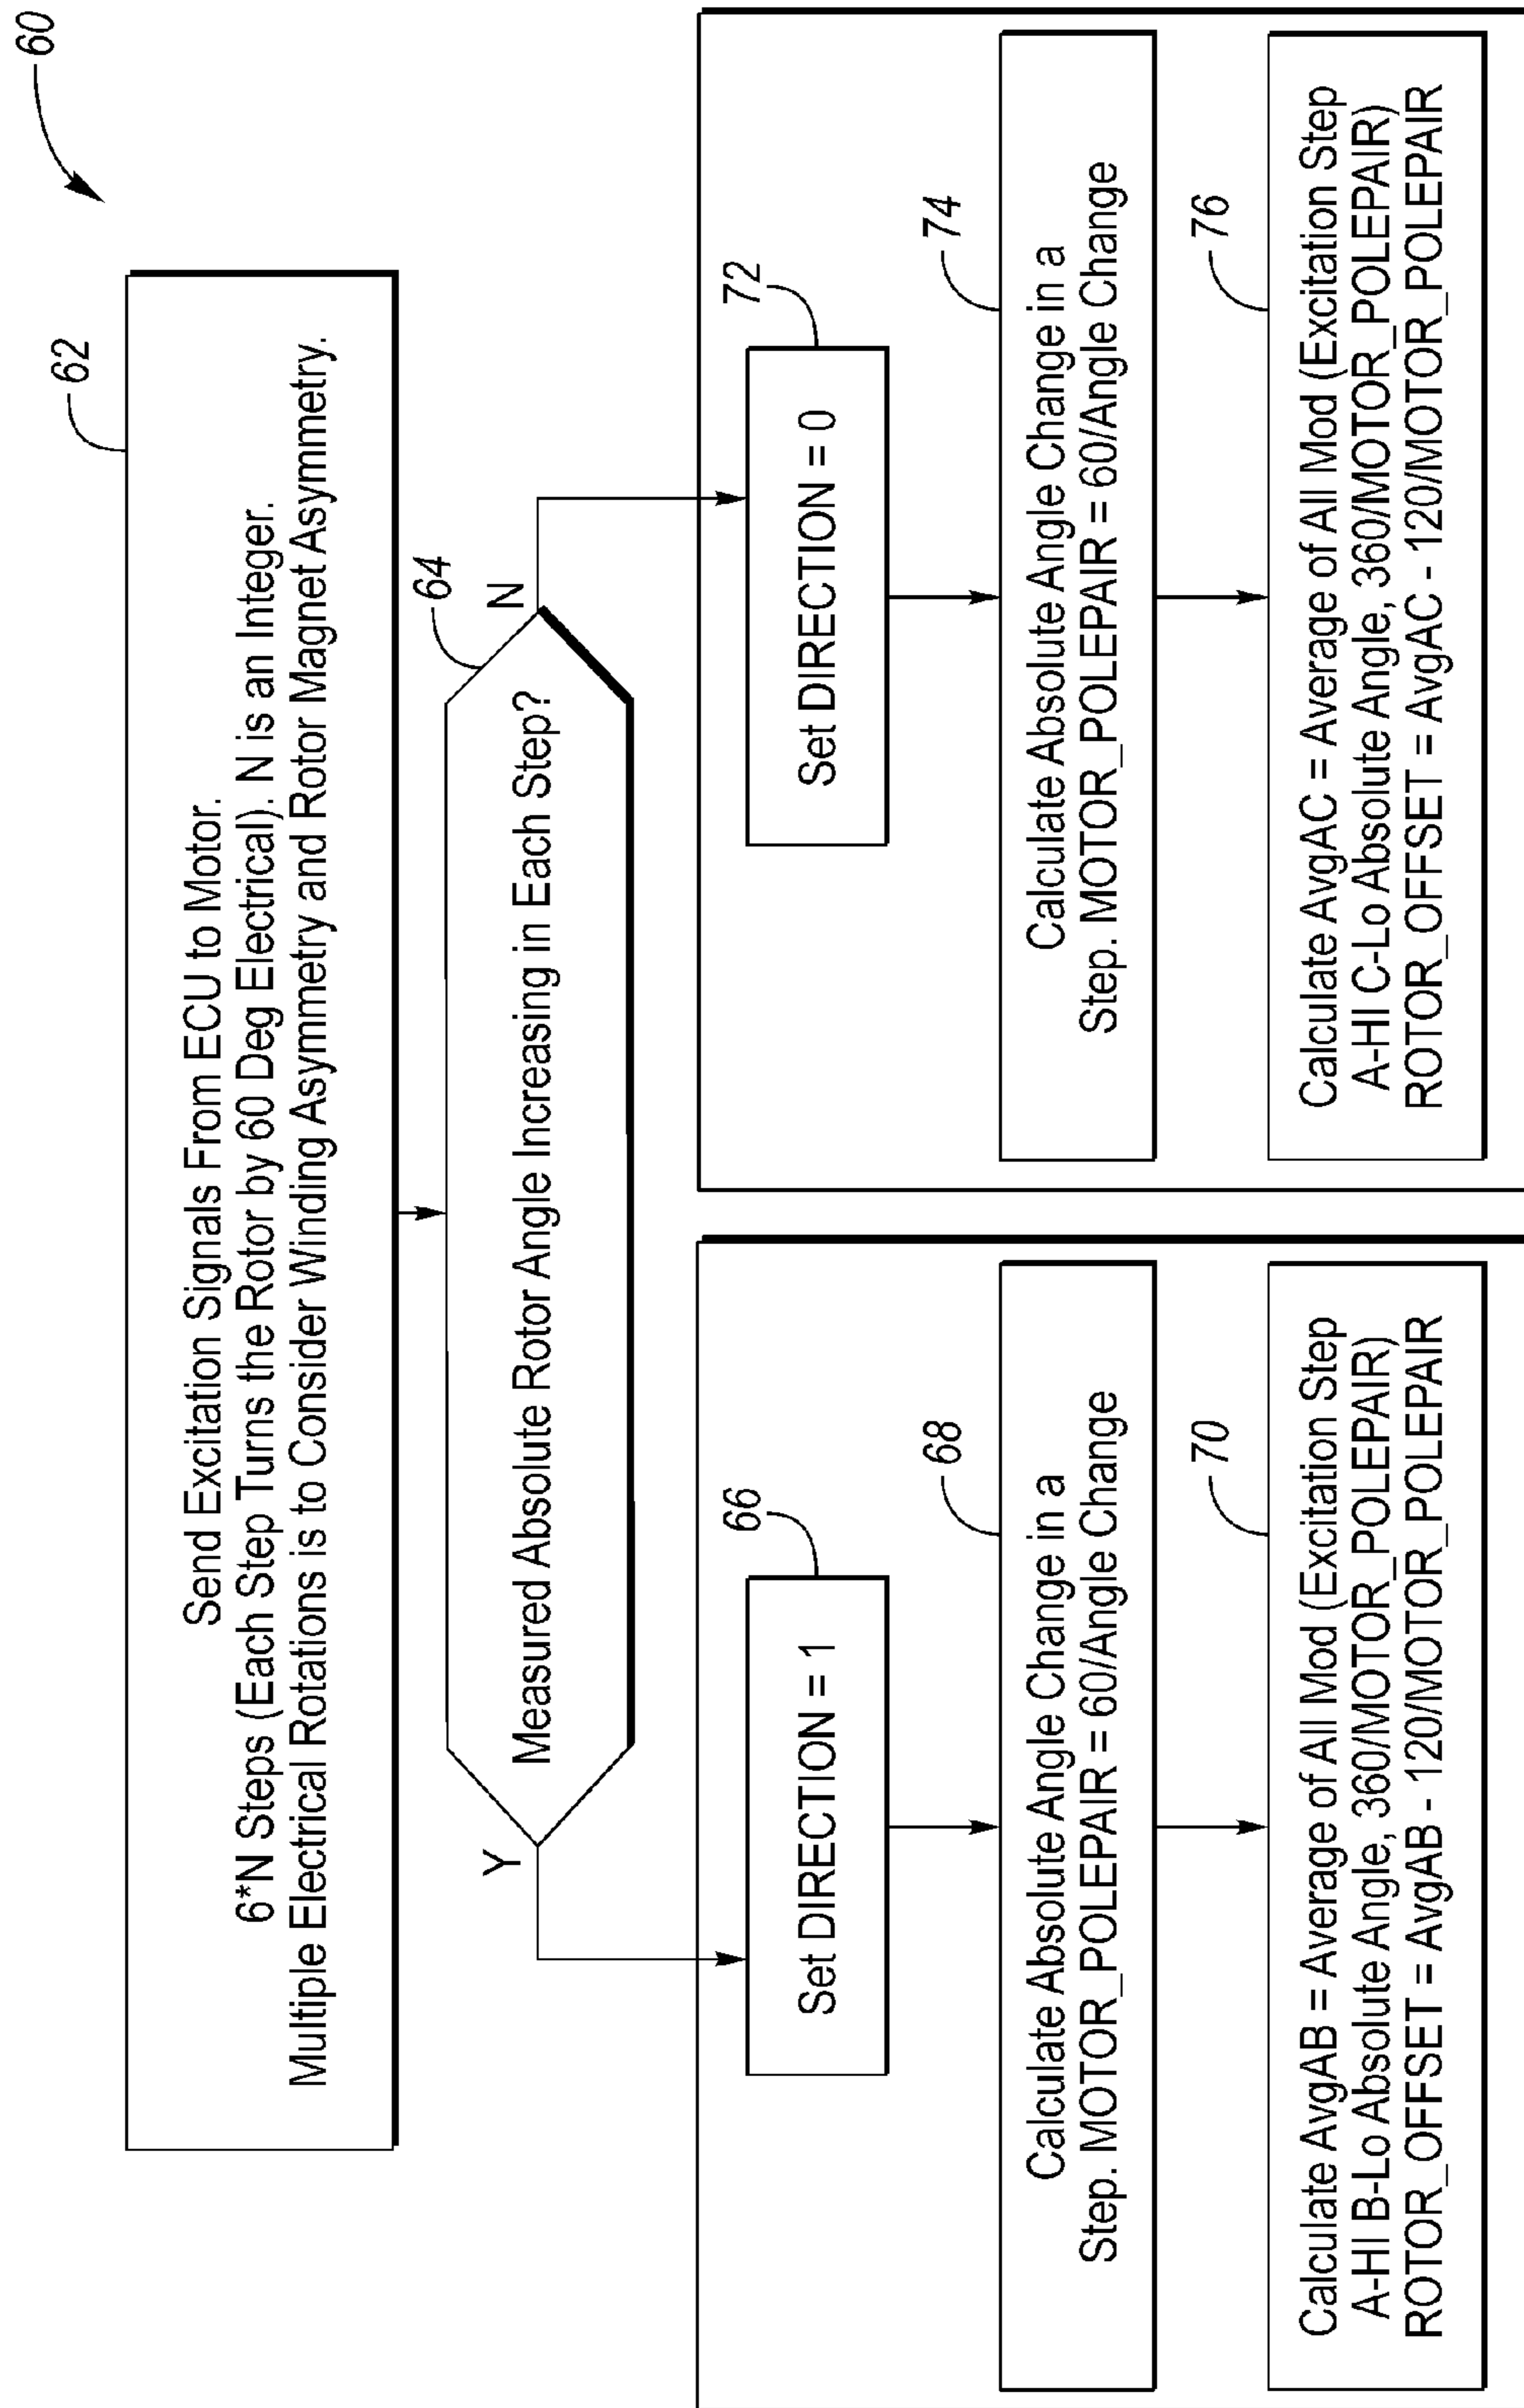 60
62
Send Excitation Signals From ECU to Motor.
6*N Steps (Each Step Turns the Rotor by 60 Deg Electrical). N is an Integer.
Multiple Electrical Rotations is to Consider Winding Asymmetry and Rotor Magnet Asymmetry.
64
Y
Measured Absolute Rotor Angle Increasing in Each Step?
N
66
Set DIRECTION = 1
68
Calculate Absolute Angle Change in a
Step. MOTOR_POLEPAIR = 60/Angle Change
70
Calculate AvgAB = Average of All Mod (Excitation Step
A-HI B-Lo Absolute Angle, 360/MOTOR_POLEPAIR)
ROTOR_OFFSET = AvgAB - 120/MOTOR_POLEPAIR
72
Set DIRECTION = 0
74
Calculate Absolute Angle Change in a
Step. MOTOR_POLEPAIR = 60/Angle Change
76
Calculate AvgAC = Average of All Mod (Excitation Step
A-HI C-Lo Absolute Angle, 360/MOTOR_POLEPAIR)
ROTOR_OFFSET = AvgAC - 120/MOTOR_POLEPAIR